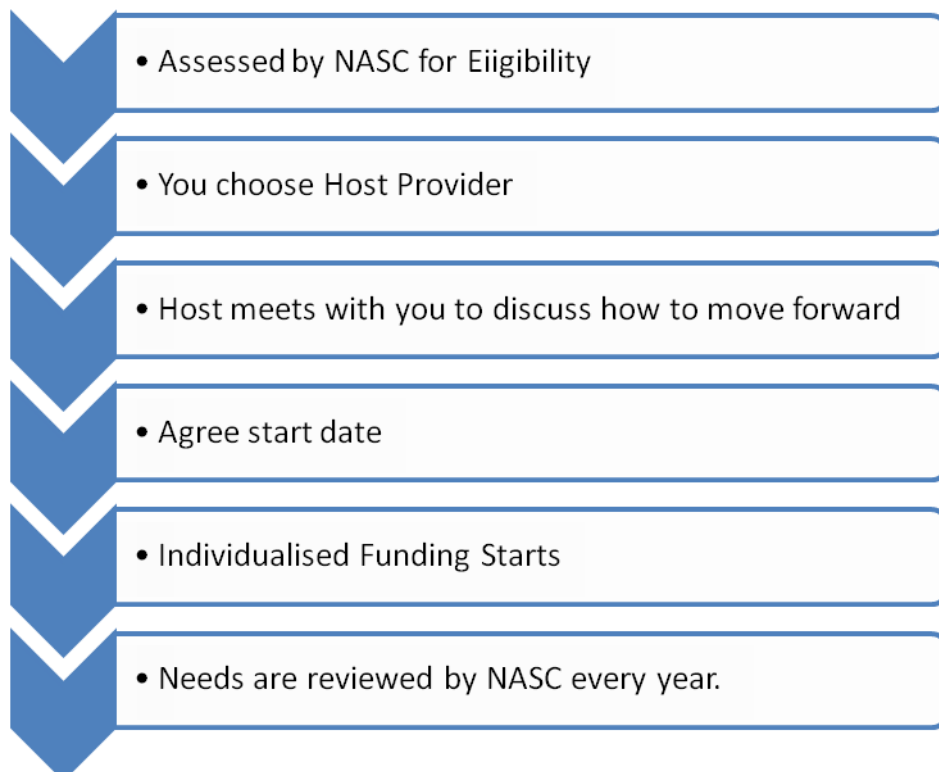 • Assessed by NASC for Eiigibility
• You choose Host Provider
• Host meets with you to discuss how to move forward
• Agree start date
• Individualised Funding Starts
• Needs are reviewed by NASC every year.